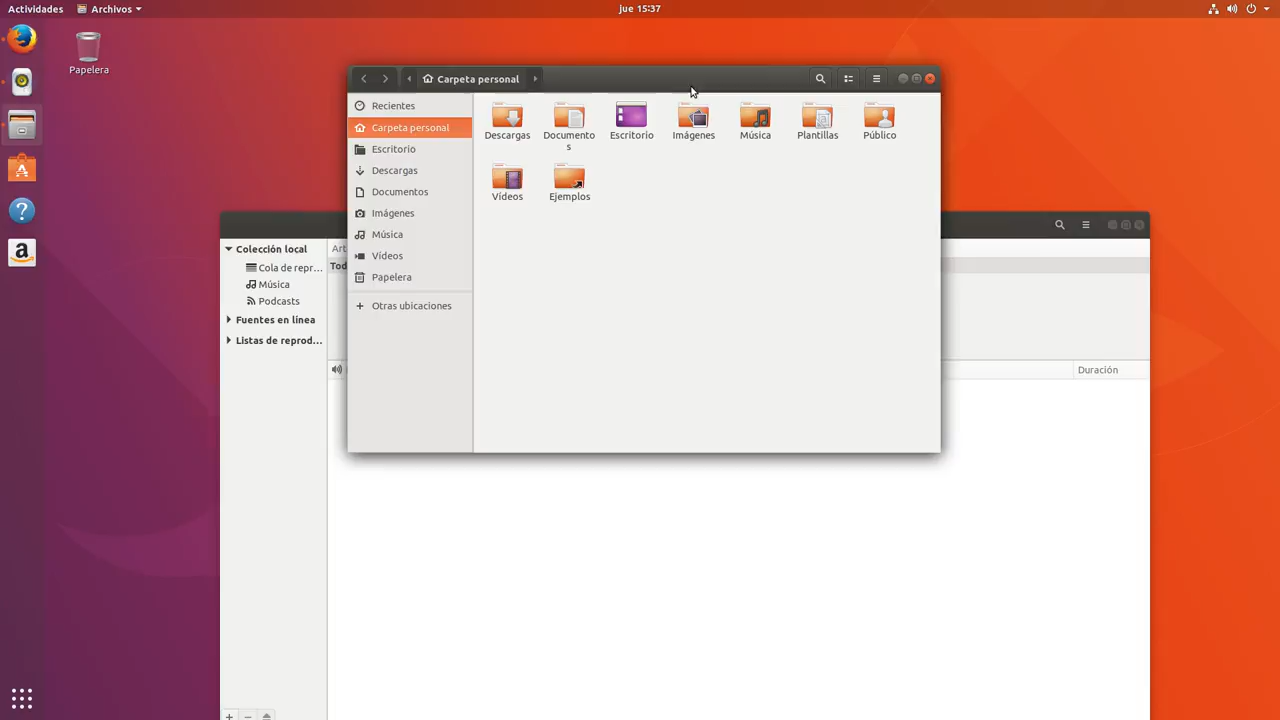 Actividades
Archivos
jue 15:37
Papelera
Carpeta personal
Recientes
Carpeta personal
Escritorio
Descargas
Documentos
Imágenes
Música
Vídeos
Papelera
Otras ubicaciones
Descargas
Documento
s
Escritorio
Imágenes
Música
Plantillas
Público
Vídeos
Ejemplos
Colección local
Cola de repr...
Música
Podcasts
Fuentes en línea
Listas de reprod...
Art
Tod
Duración